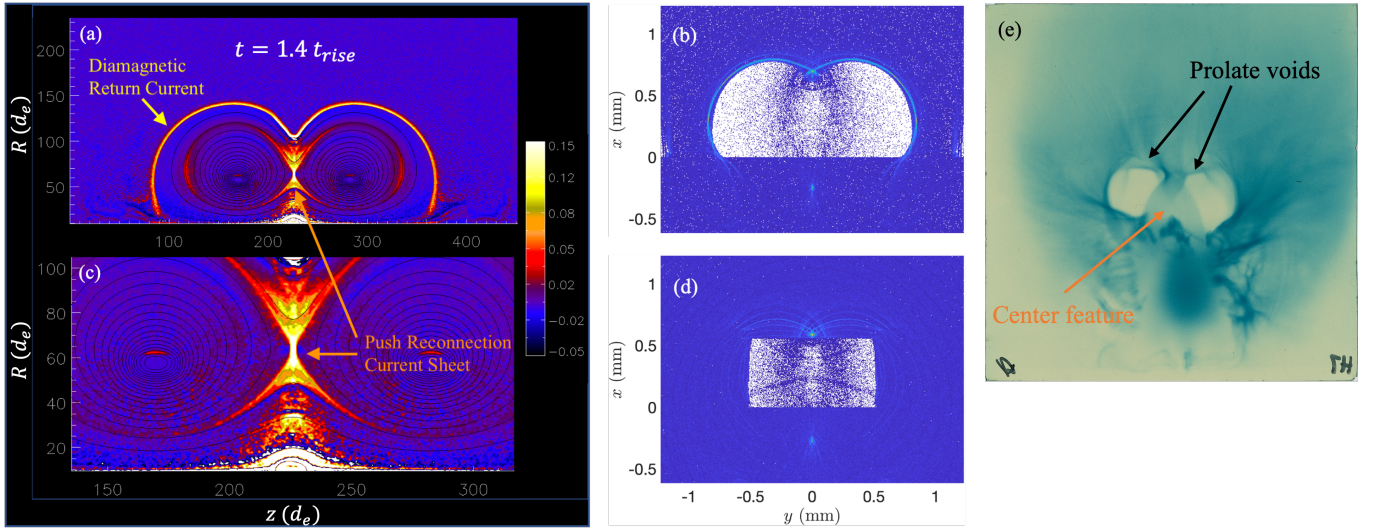 (a)
t = 1.4 t_rise
Diamagnetic
Return Current
R (d_e)
200
150
100
50
100
200
300
400
0.15
0.12
0.10
0.08
0.05
0.02
-0.02
-0.05
(c)
Push Reconnection
Current Sheet
R (d_e)
100
80
60
40
20
150
200
250
300
z (d_e)
(b)
x (mm)
1
0.5
0
-0.5
(d)
x (mm)
1
0.5
0
-0.5
-1
-0.5
0
0.5
1
y (mm)
(e)
Prolate voids
Center feature